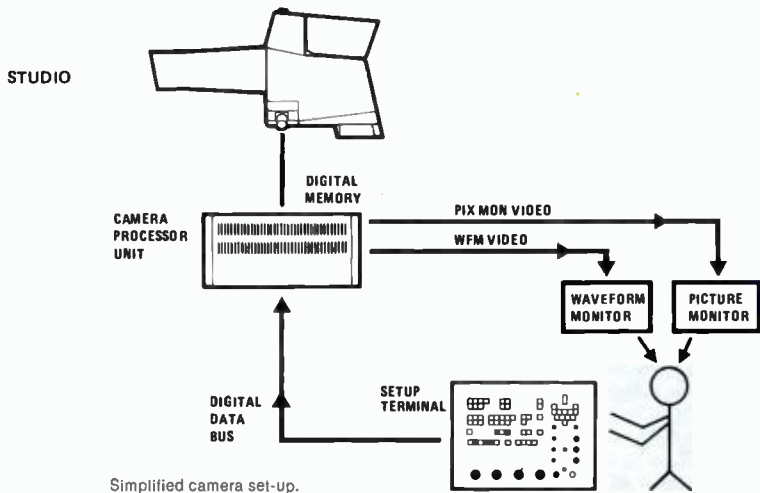 STUDIO
DIGITAL
MEMORY
CAMERA
PROCESSOR
UNIT
PIX MON VIDEO
WFM VIDEO
WAVEFORM
MONITOR
PICTURE
MONITOR
DIGITAL
DATA
BUS
SETUP
TERMINAL
Simplified camera set-up.